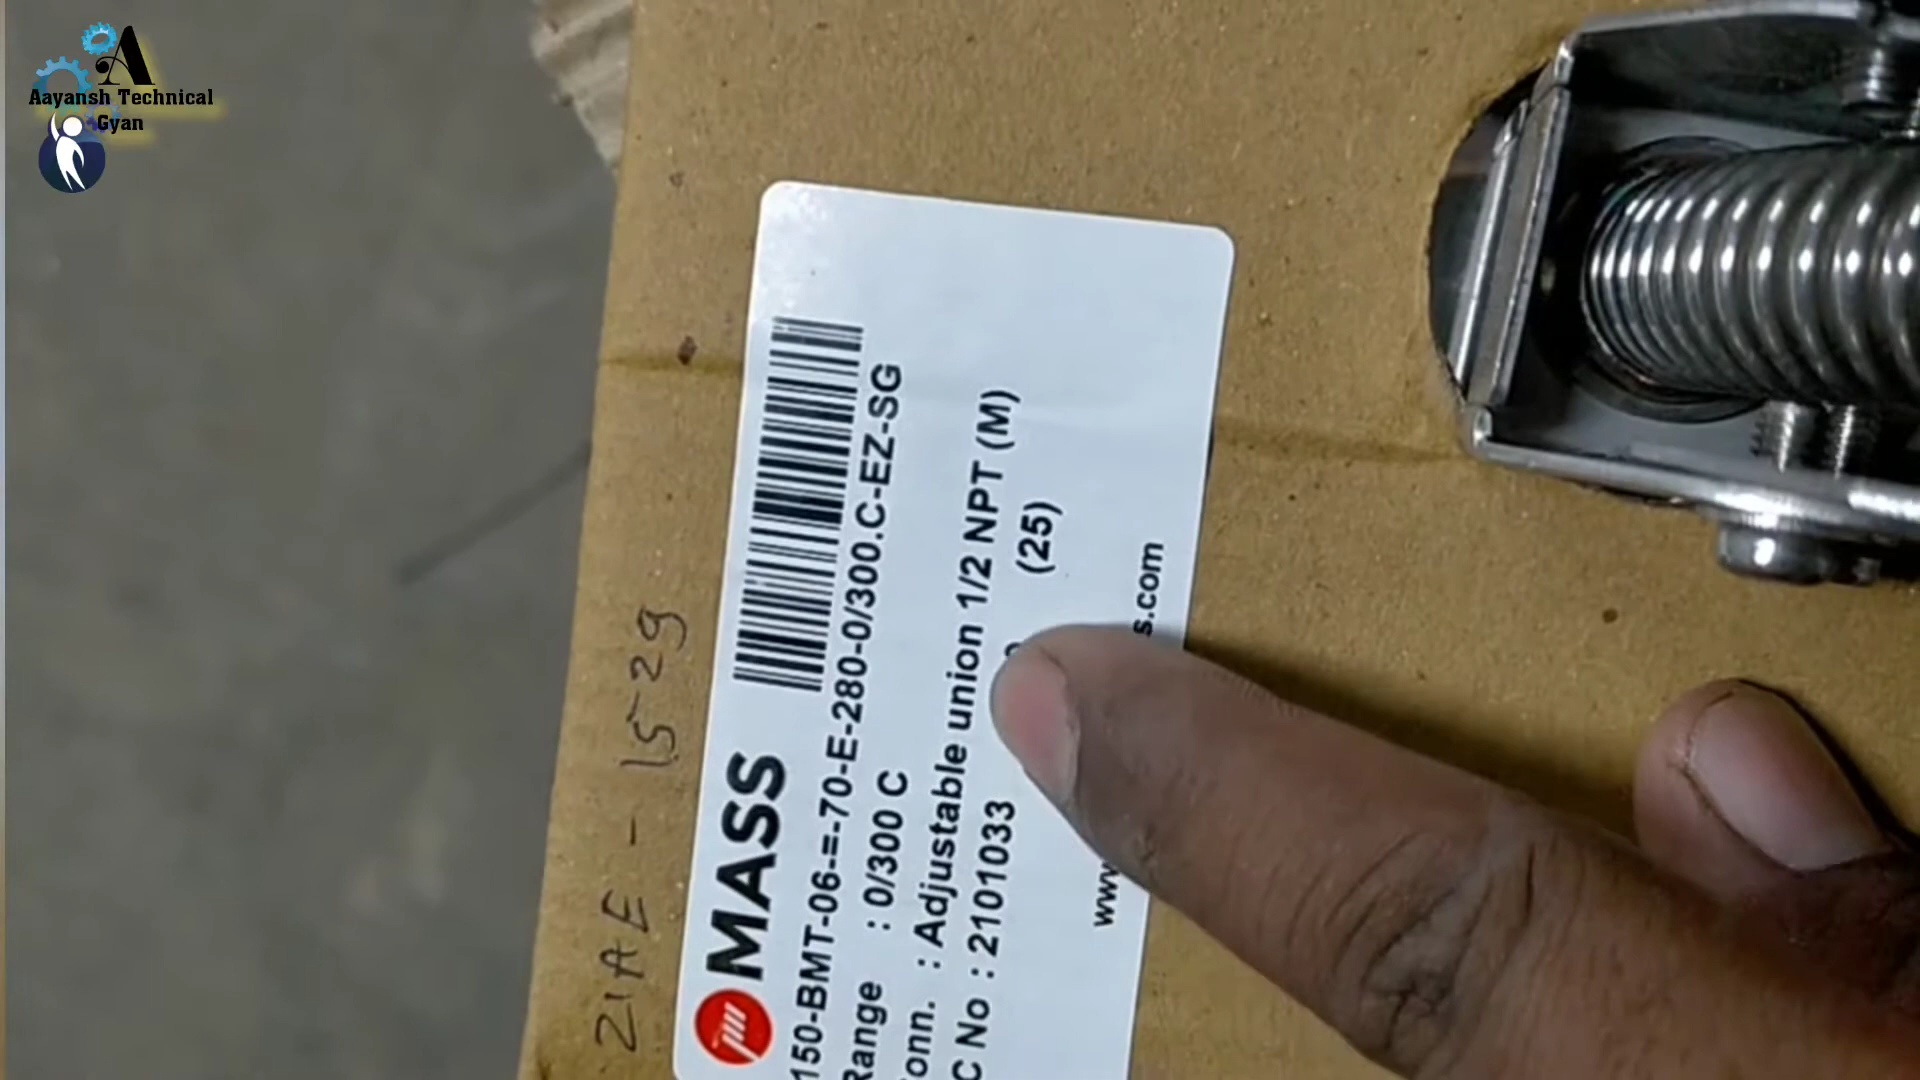 A
Aayansh Technical
Gyan
21AE - 1529
MASS
150-BMT-06-=-70-E-280-0/300.C-EZ-SG
Range : 0/300 C
onn. : Adjustable union 1/2 NPT (M)
C No : 2101033 (25)
www s.com